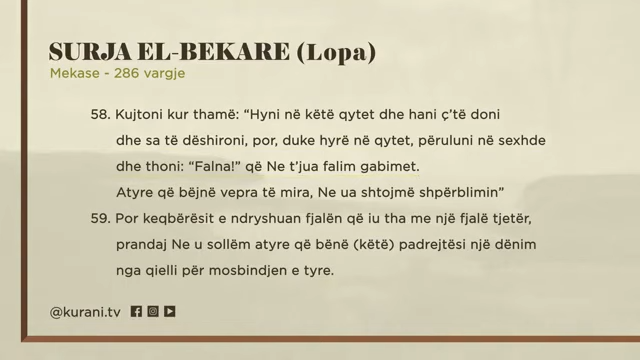 SURJA EL-BEKARE (Lopa)
Mekase - 286 vargje
58. Kujtoni kur thamë: “Hyni në këtë qytet dhe hani ç’të doni
dhe sa të dëshironi, por, duke hyrë në qytet, përuluni në sexhde
dhe thoni: “Falna!” që Ne t’jua falim gabimet.
Atyre që bëjnë vepra të mira, Ne ua shtojmë shpërblimin”
59. Por keqbërësit e ndryshuan fjalën që iu tha me një fjalë tjetër,
prandaj Ne u sollëm atyre që bënë (këtë) padrejtësi një dënim
nga qielli për mosbindjen e tyre.
@kurani.tv